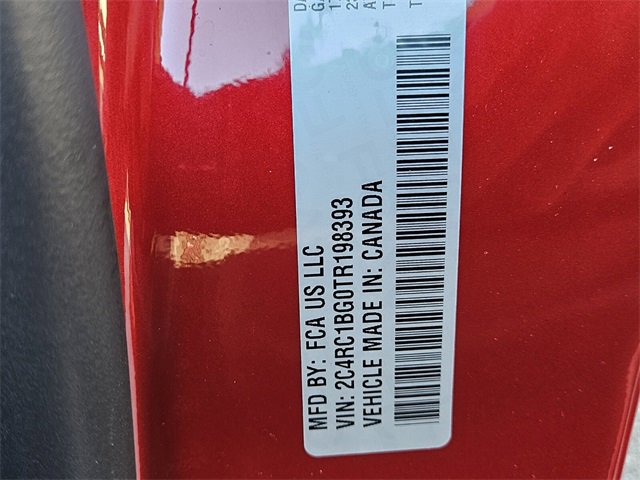 MFD BY: FCA US LLC
VIN: 2C4RC1BG0TR198393
VEHICLE MADE IN: CANADA